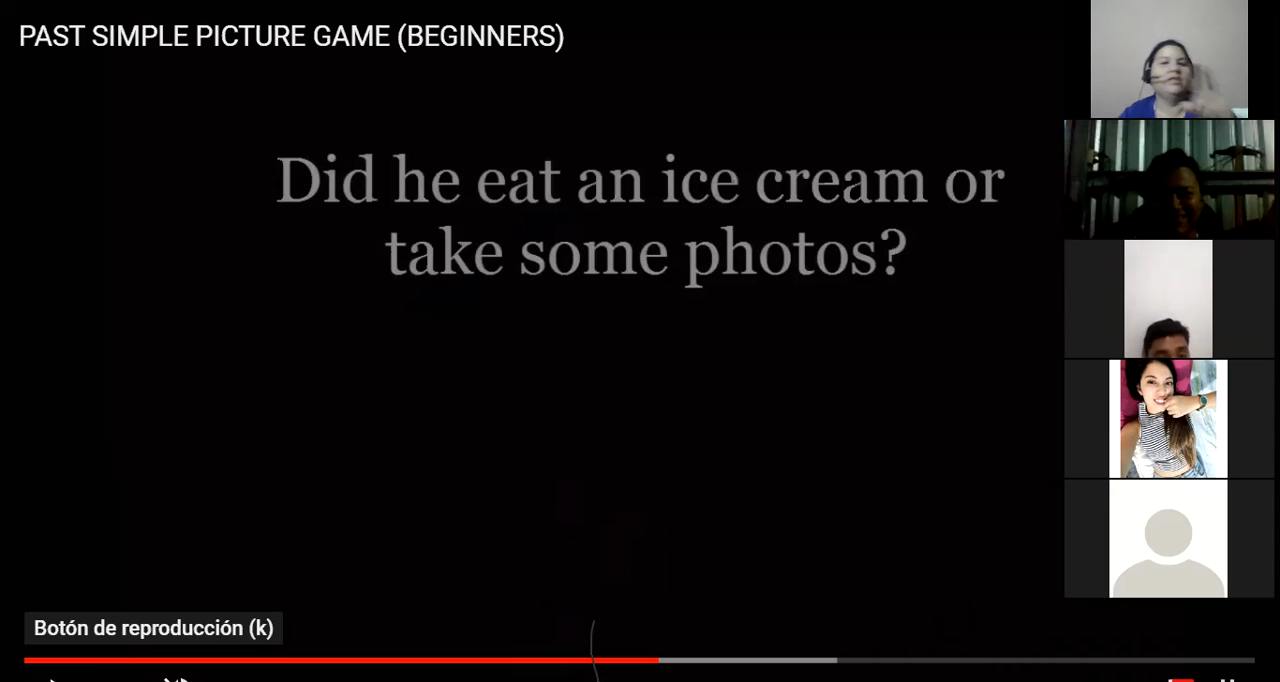 PAST SIMPLE PICTURE GAME (BEGINNERS)
Did he eat an ice cream or
take some photos?
Botón de reproducción (k)